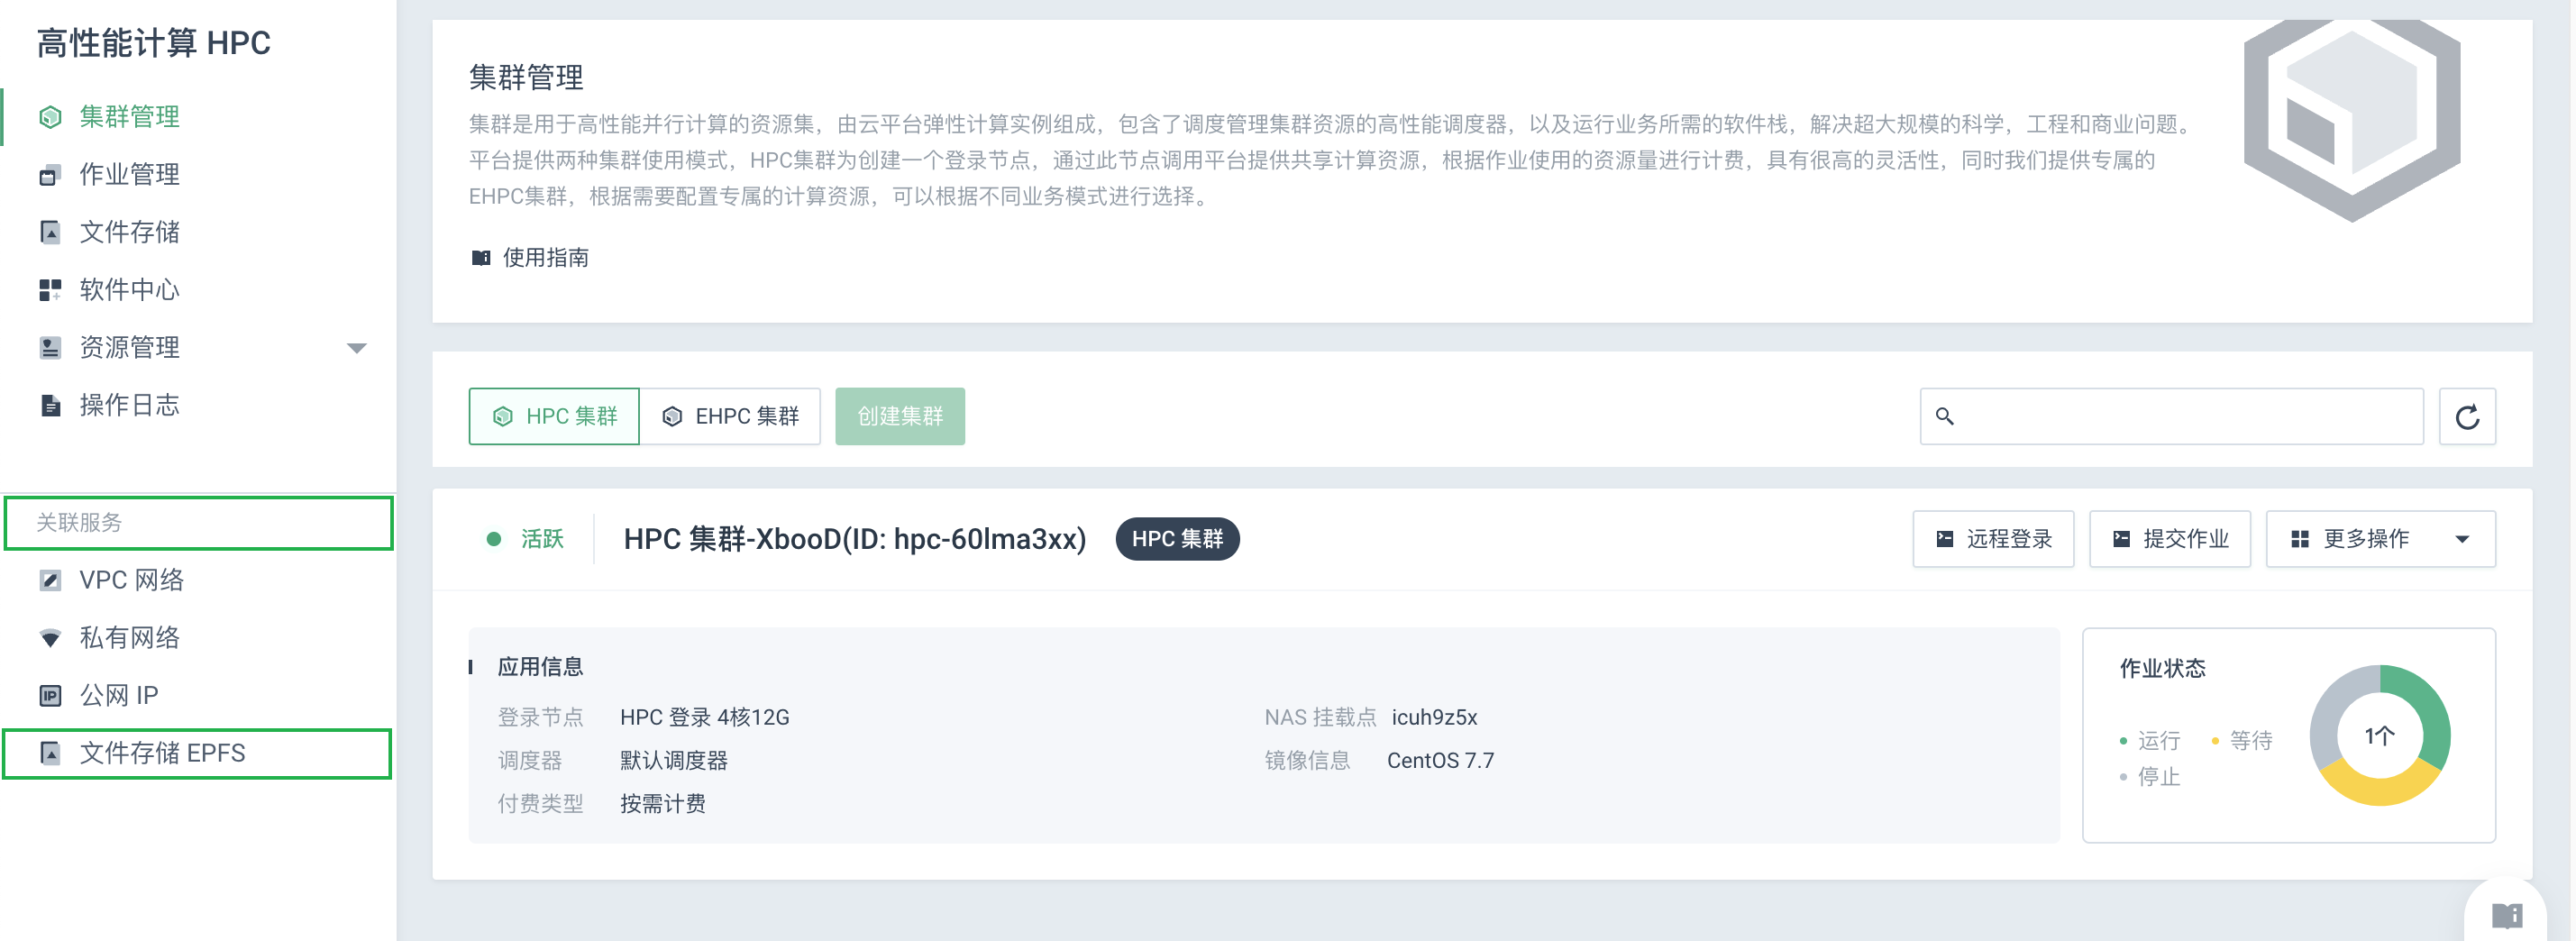 高性能计算 HPC
集群管理
作业管理
文件存储
软件中心
资源管理
操作日志
关联服务
VPC 网络
私有网络
公网 IP
文件存储 EPFS
集群管理
集群是用于高性能并行计算的资源集，由云平台弹性计算实例组成，包含了调度管理集群资源的高性能调度器，以及运行业务所需的软件栈，解决超大规模的科学，工程和商业问题。
平台提供两种集群使用模式，HPC集群为创建一个登录节点，通过此节点调用平台提供共享计算资源，根据作业使用的资源量进行计费，具有很高的灵活性，同时我们提供专属的
EHPC集群，根据需要配置专属的计算资源，可以根据不同业务模式进行选择。
使用指南
HPC 集群
EHPC 集群
创建集群
活跃
HPC 集群-XbooD(ID: hpc-60lma3xx)
HPC 集群
远程登录
提交作业
更多操作
应用信息
登录节点 HPC 登录 4核12G
NAS 挂载点 icuh9z5x
调度器 默认调度器
镜像信息 CentOS 7.7
付费类型 按需计费
作业状态
运行 等待
停止
1个